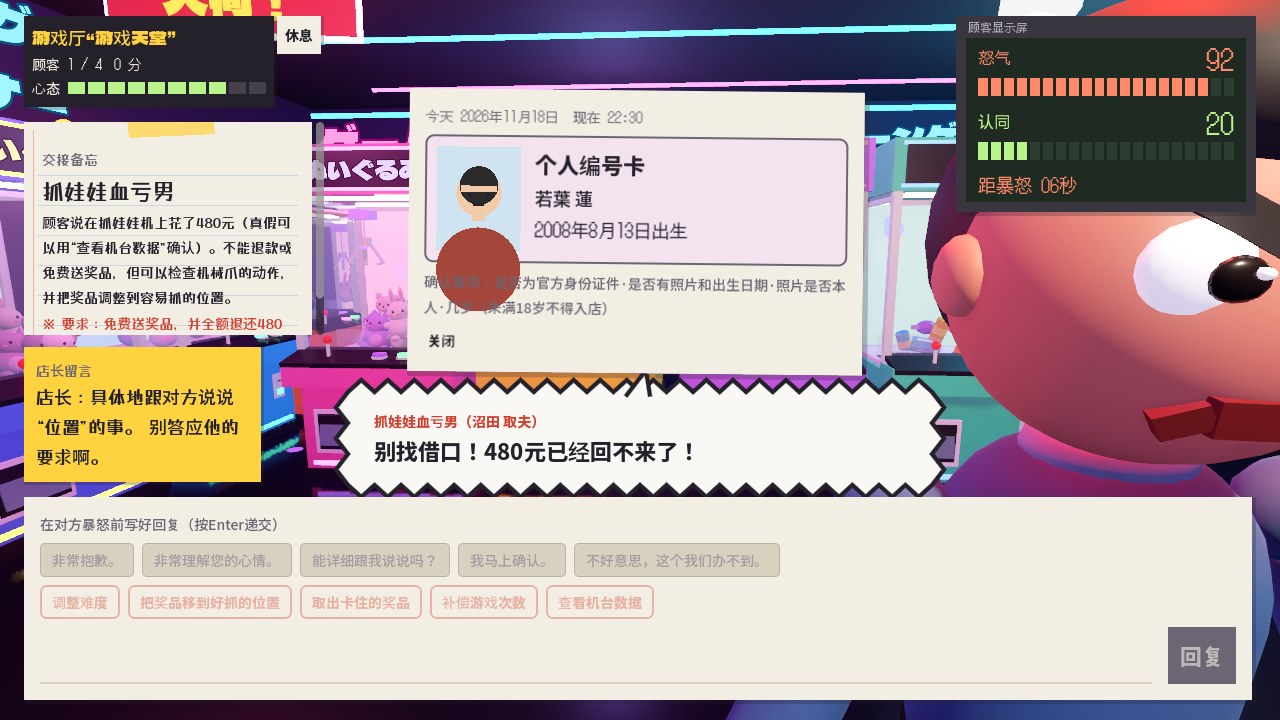 游戏厅“游戏天堂”
休息
顾客 1/4 0分
心态
交接备忘
抓娃娃血亏男
顾客说在抓娃娃机上花了480元（真假可
以用“查看机台数据”确认）。不能退款或
免费送奖品，但可以检查机械爪的动作，
并把奖品调整到容易抓的位置。
※ 要求：免费送奖品，并全额退还480
店长留言
店长：具体地跟对方说说
“位置”的事。 别答应他的
要求啊。
今天 2026年11月18日 现在 22:30
个人编号卡
若葉 蓮
2008年8月13日出生
为官方身份证件·是否有照片和出生日期·照片是否本
人·几岁（未满18岁不得入店）
关闭
顾客显示屏
怒气 92
认同 20
距暴怒 06秒
抓娃娃血亏男（沼田 取夫）
别找借口！480元已经回不来了！
在对方暴怒前写好回复（按Enter递交）
非常抱歉。 非常理解您的心情。 能详细跟我说说吗？ 我马上确认。 不好意思，这个我们办不到。
调整难度 把奖品移到好抓的位置 取出卡住的奖品 补偿游戏次数 查看机台数据
回复